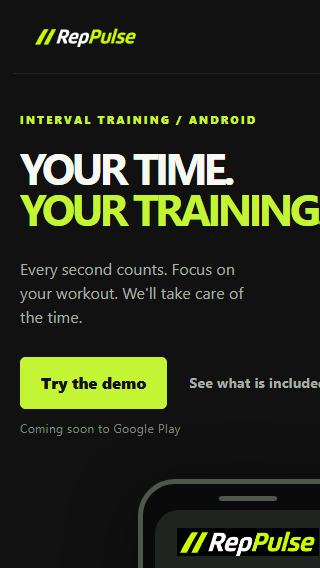 RepPulse
INTERVAL TRAINING / ANDROID
YOUR TIME.
YOUR TRAINING.
Every second counts. Focus on
your workout. We'll take care of
the time.
Try the demo
See what is include
Coming soon to Google Play
RepPulse